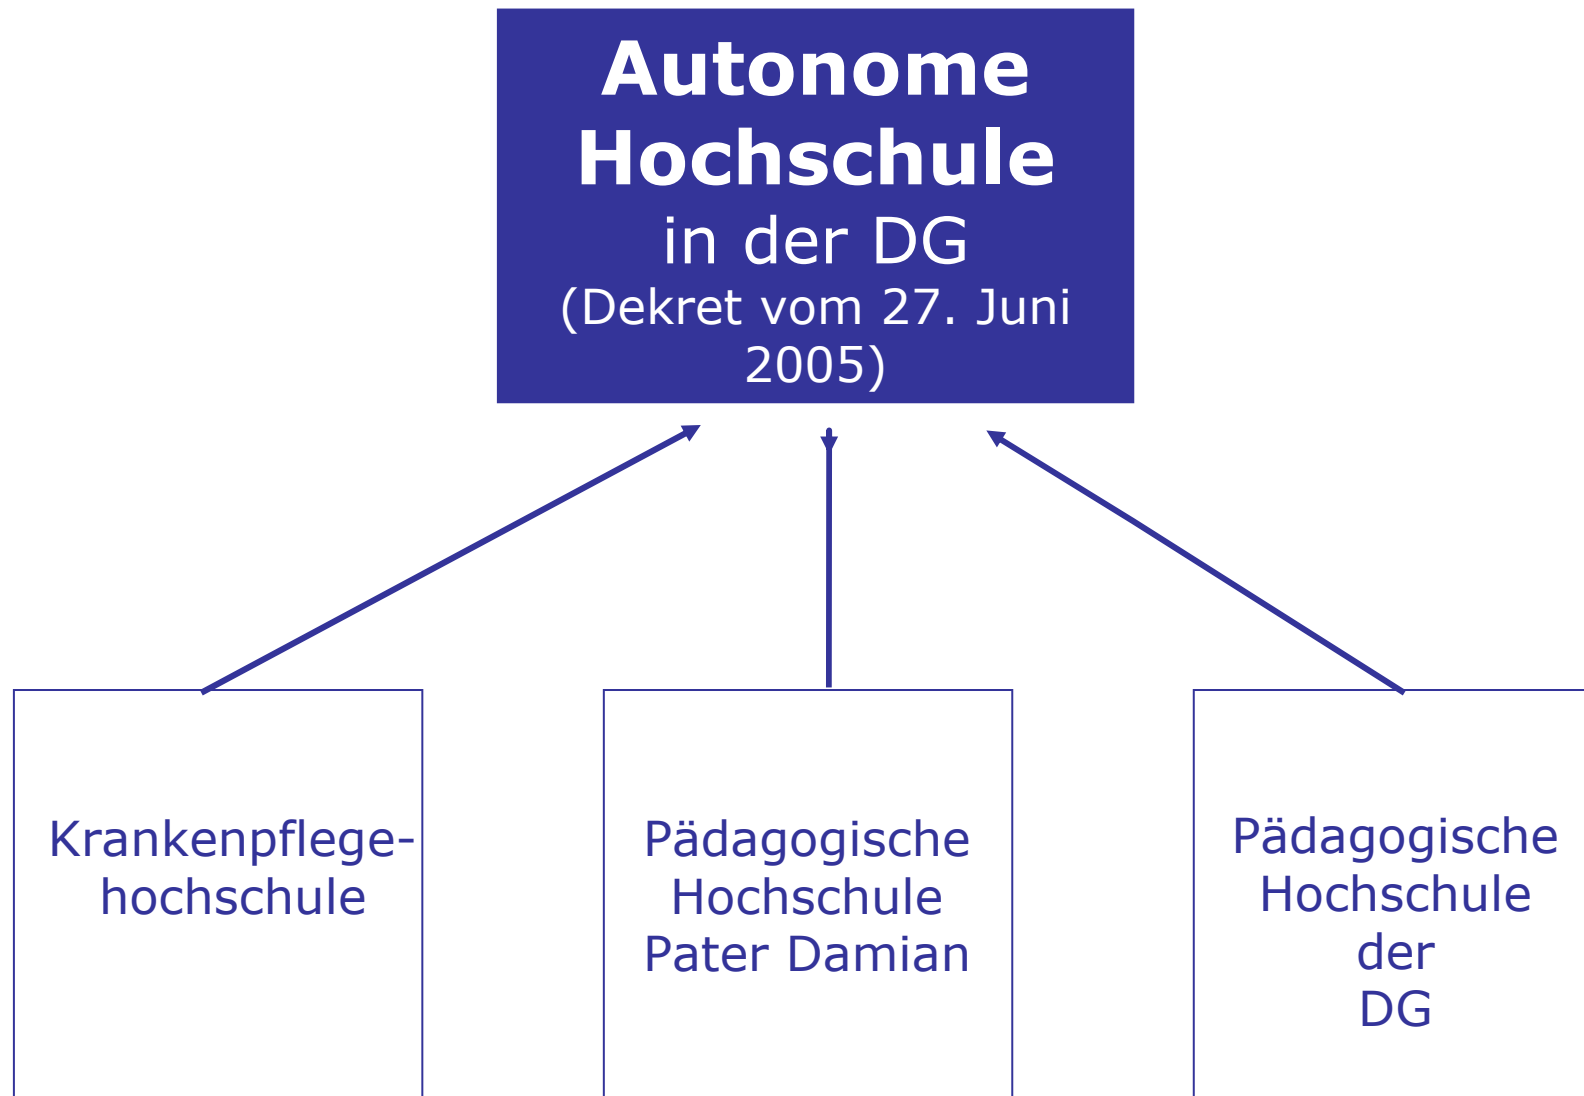 Autonome
Hochschule
in der DG
(Dekret vom 27. Juni
2005)
Krankenpflege-
hochschule
Pädagogische
Hochschule
Pater Damian
Pädagogische
Hochschule
der
DG